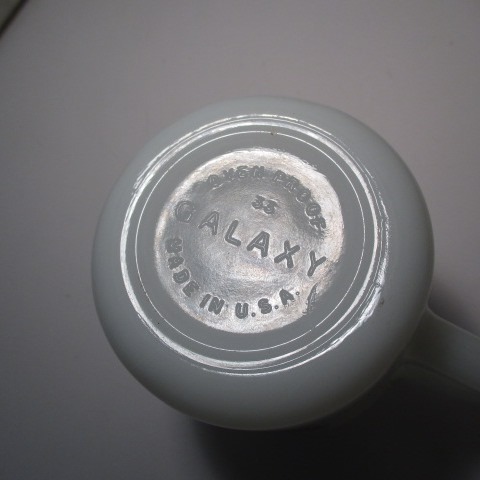 OVEN PROOF
33
GALAXY
MADE IN U.S.A.